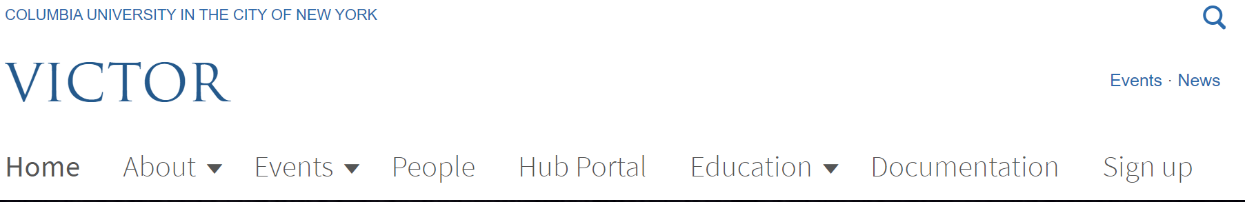 COLUMBIA UNIVERSITY IN THE CITY OF NEW YORK
VICTOR
Events · News
Home About Events People Hub Portal Education Documentation Sign up